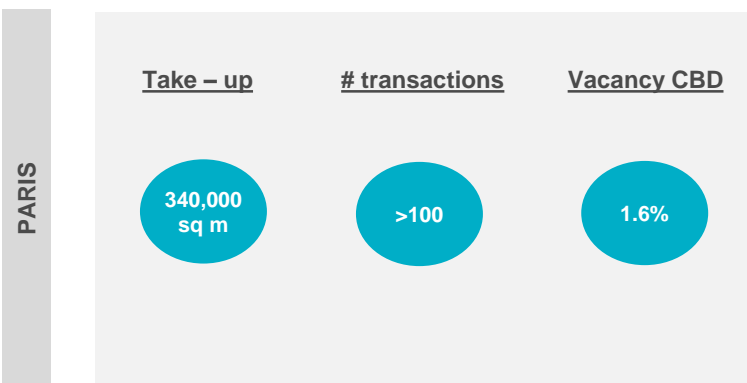 PARIS
Take – up
# transactions
Vacancy CBD
340,000
sq m
>100
1.6%